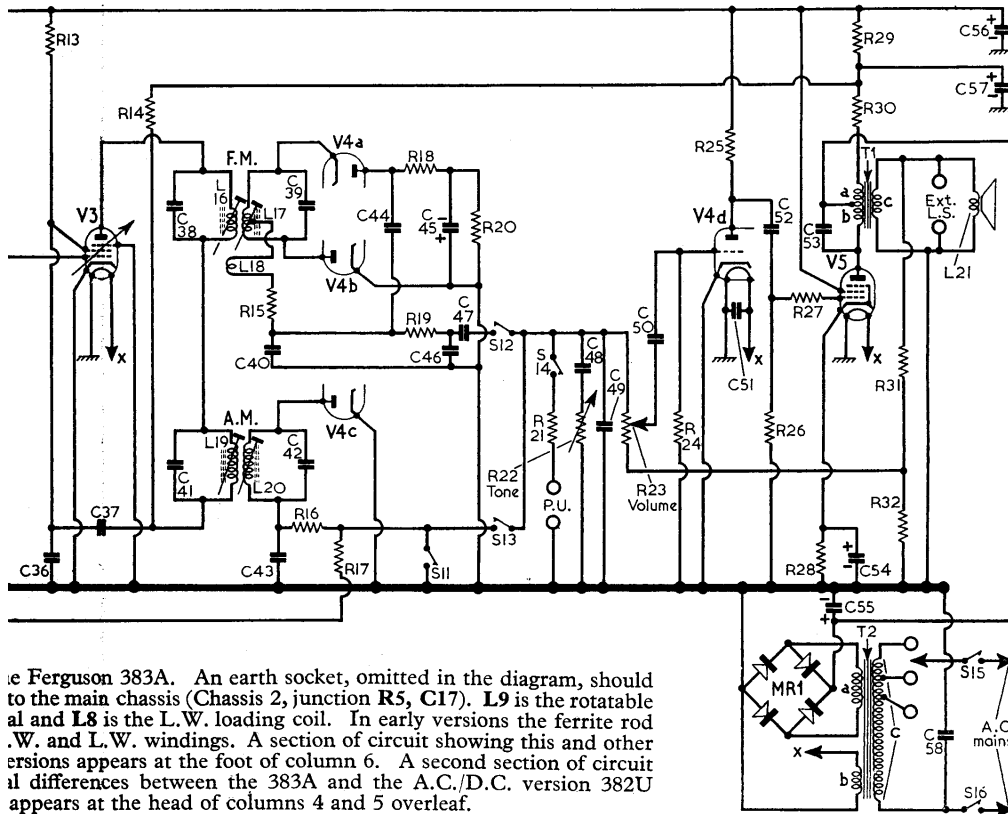 R13
R29
C56
+
-
C57
+
-
R14
R30
R25
T1
F.M.
V4a
R18
L16
C39
C38
L17
C44
C45
-
+
R20
V3
V4d
C52
a
b
c
Ext.
L.S.
C53
V5
L21
L18
V4b
R15
R19
C47
C50
R27
S12
x
C40
C46
S14
C48
C51
x
x
C49
R31
A.M.
V4c
L19
C42
R21
R24
R26
C41
L20
R22
Tone
R23
Volume
P.U.
R32
C37
R16
S13
C36
C43
R17
S11
R28
+
-
C54
-
+
C55
T2
MR1
a
S15
A.C
mains
x
b
c
C58
S16
e Ferguson 383A. An earth socket, omitted in the diagram, should
to the main chassis (Chassis 2, junction R5, C17). L9 is the rotatable
al and L8 is the L.W. loading coil. In early versions the ferrite rod
.W. and L.W. windings. A section of circuit showing this and other
ersions appears at the foot of column 6. A second section of circuit
al differences between the 383A and the A.C./D.C. version 382U
appears at the head of columns 4 and 5 overleaf.